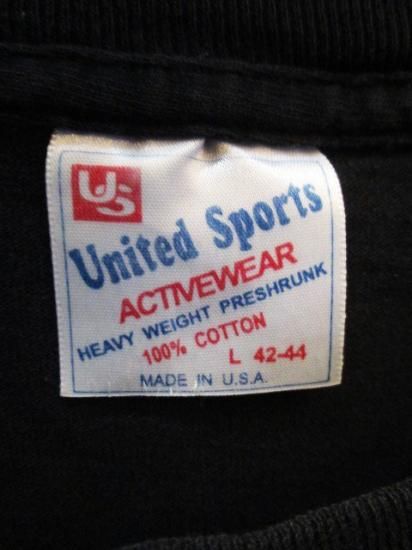 US
United Sports
ACTIVEWEAR
HEAVY WEIGHT PRESHRUNK
100% COTTON
L 42-44
MADE IN U.S.A.